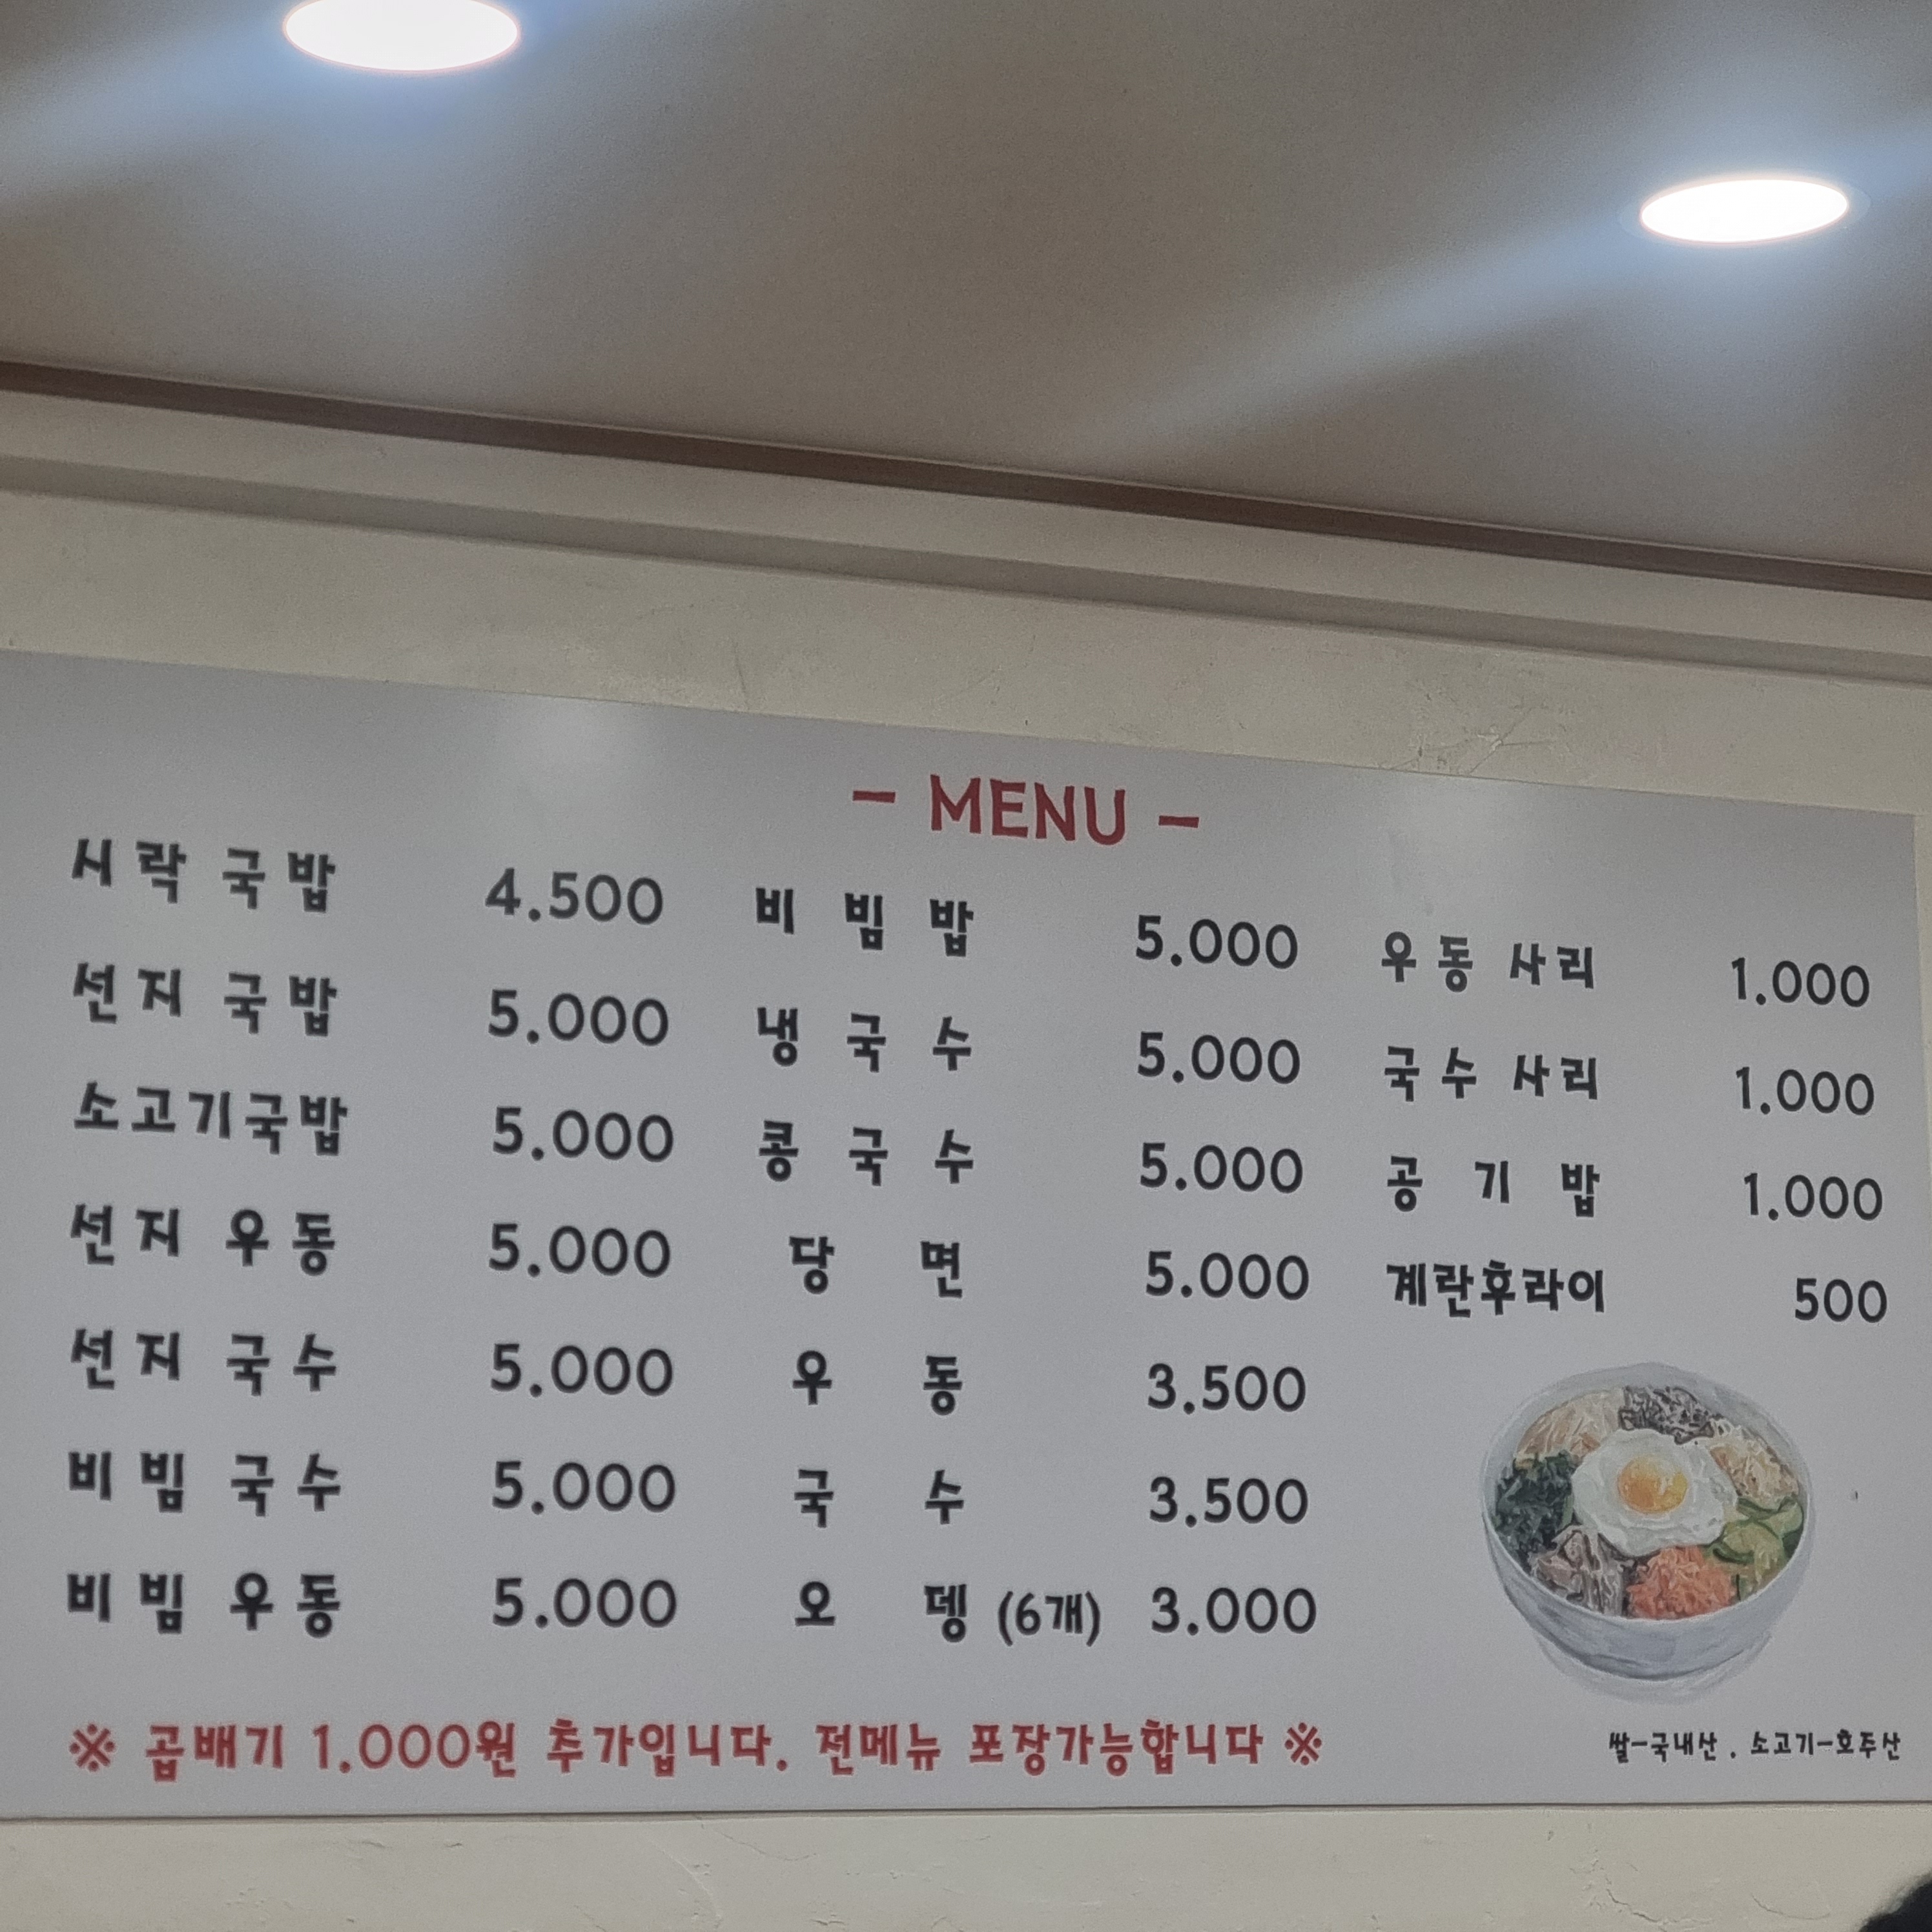 - MENU -
시락국밥 4.500
선지국밥 5.000
소고기국밥 5.000
선지우동 5.000
선지국수 5.000
비빔국수 5.000
비빔우동 5.000
비빔밥 5.000
냉국수 5.000
콩국수 5.000
당면 5.000
우동 3.500
국수 3.500
오뎅 (6개) 3.000
우동사리 1.000
국수사리 1.000
공기밥 1.000
계란후라이 500
※ 곱배기 1.000원 추가입니다. 전메뉴 포장가능합니다 ※
쌀-국내산 . 소고기-호주산